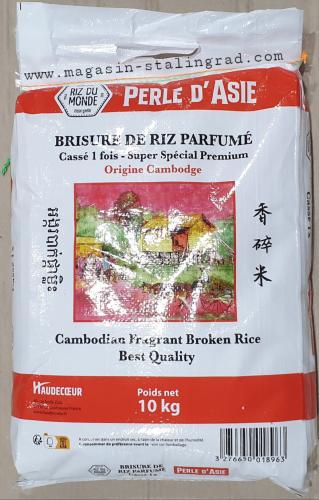 www.magasin-stalingrad.com
RIZ DU
MONDE
PERLE D'ASIE
BRISURE DE RIZ PARFUMÉ
Cassé 1 fois - Super Spécial Premium
Origine Cambodge
香碎米
Cambodian Fragrant Broken Rice
Best Quality
HAUDECŒUR
Poids net
10 kg
3 276650 018963
BRISURE DE RIZ
PARFUMÉ
PERLE D'ASIE